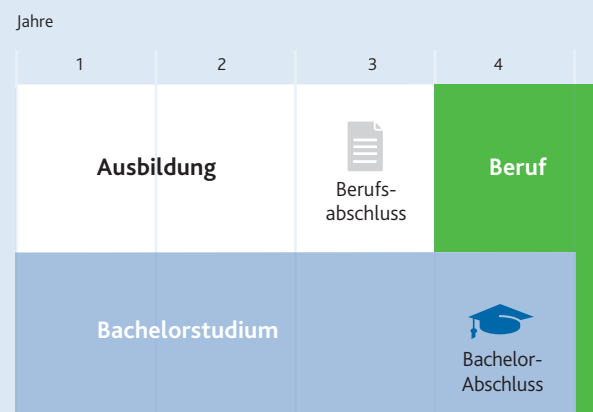 Jahre
1 2 3 4
Ausbildung
Beruf
Berufs-
abschluss
Bachelorstudium
Bachelor-
Abschluss